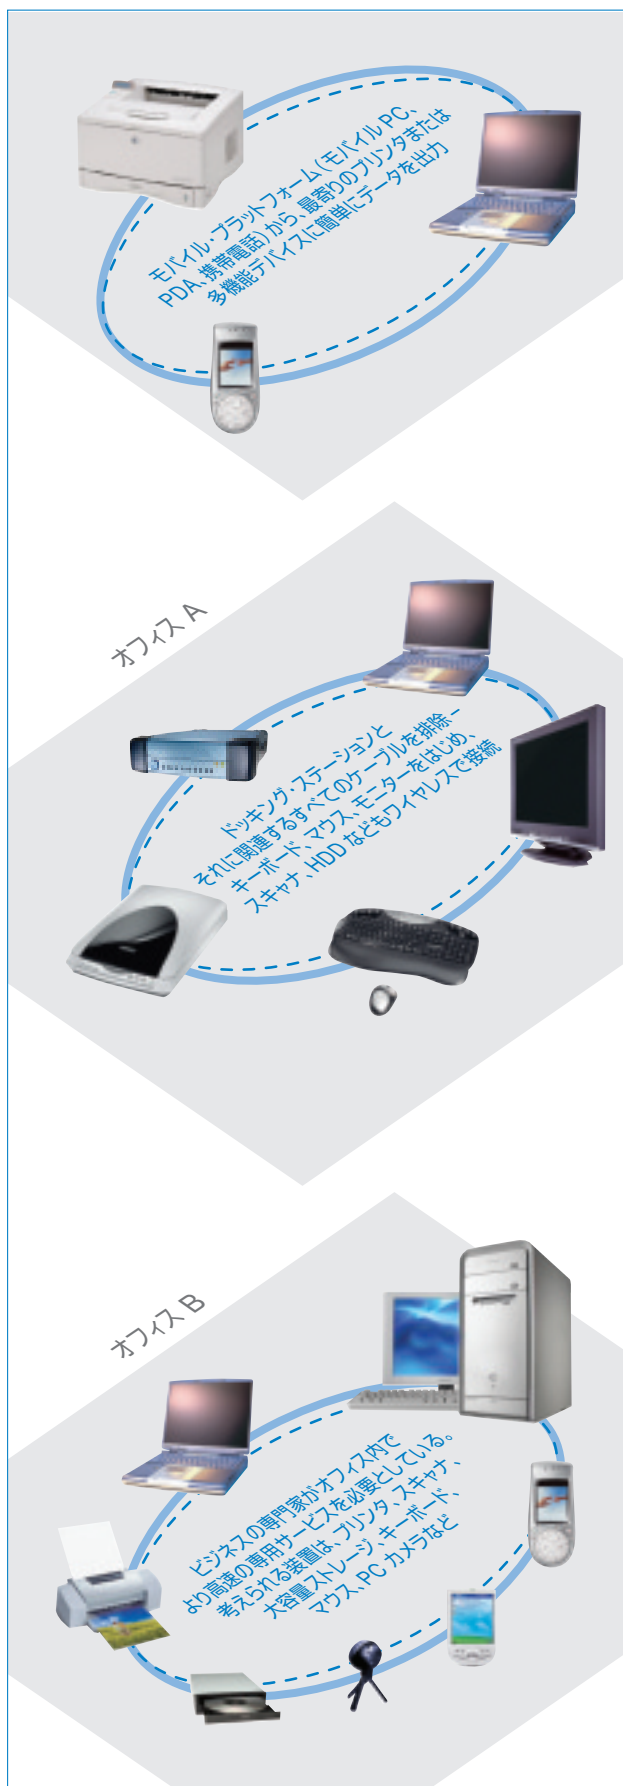 モバイル・プラットフォーム（モバイル PC、
PDA、携帯電話）から、最寄りのプリンタまたは
多機能デバイスに簡単にデータを出力
オフィス A
ドッキング・ステーションと
それに関連するすべてのケーブルを排除－
キーボード、マウス、モニターをはじめ、
スキャナ、HDD などもワイヤレスで接続
オフィス B
ビジネスの専門家がオフィス内で
より高速の専用サービスを必要としている。
考えられる装置は、プリンタ、スキャナ、
大容量ストレージ、キーボード、
マウス、PC カメラなど